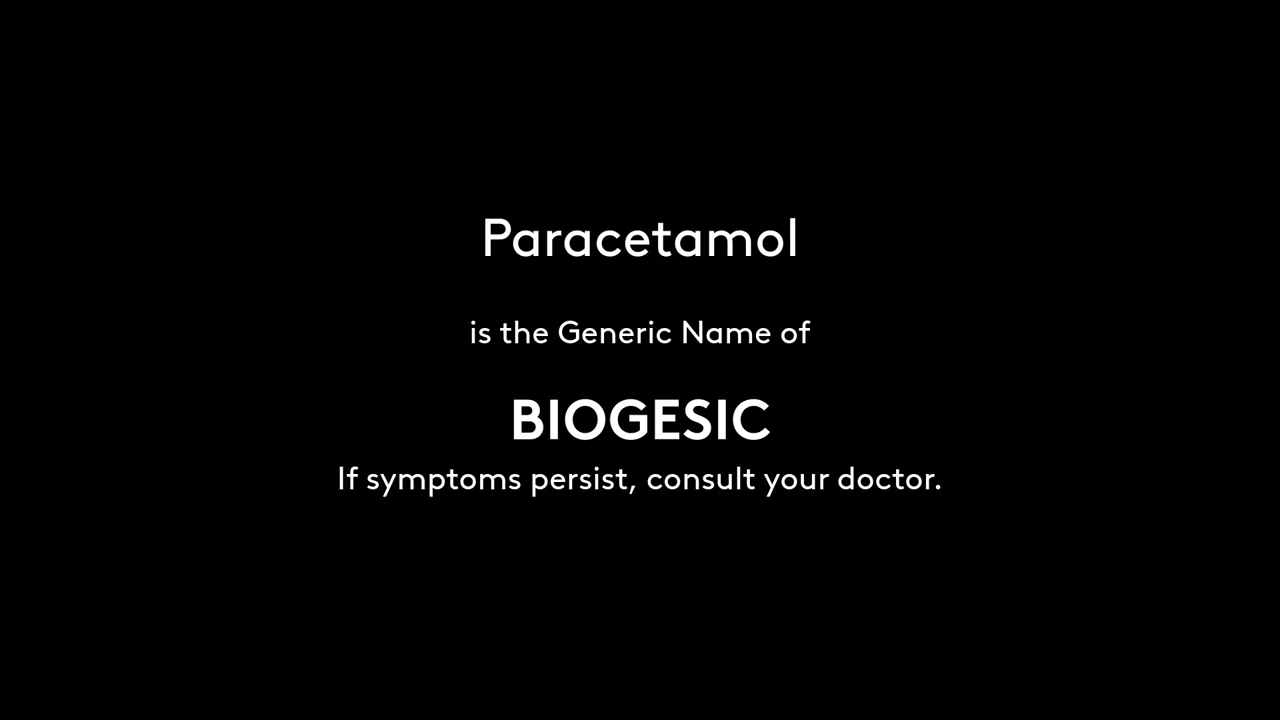 Paracetamol
is the Generic Name of
BIOGESIC
If symptoms persist, consult your doctor.